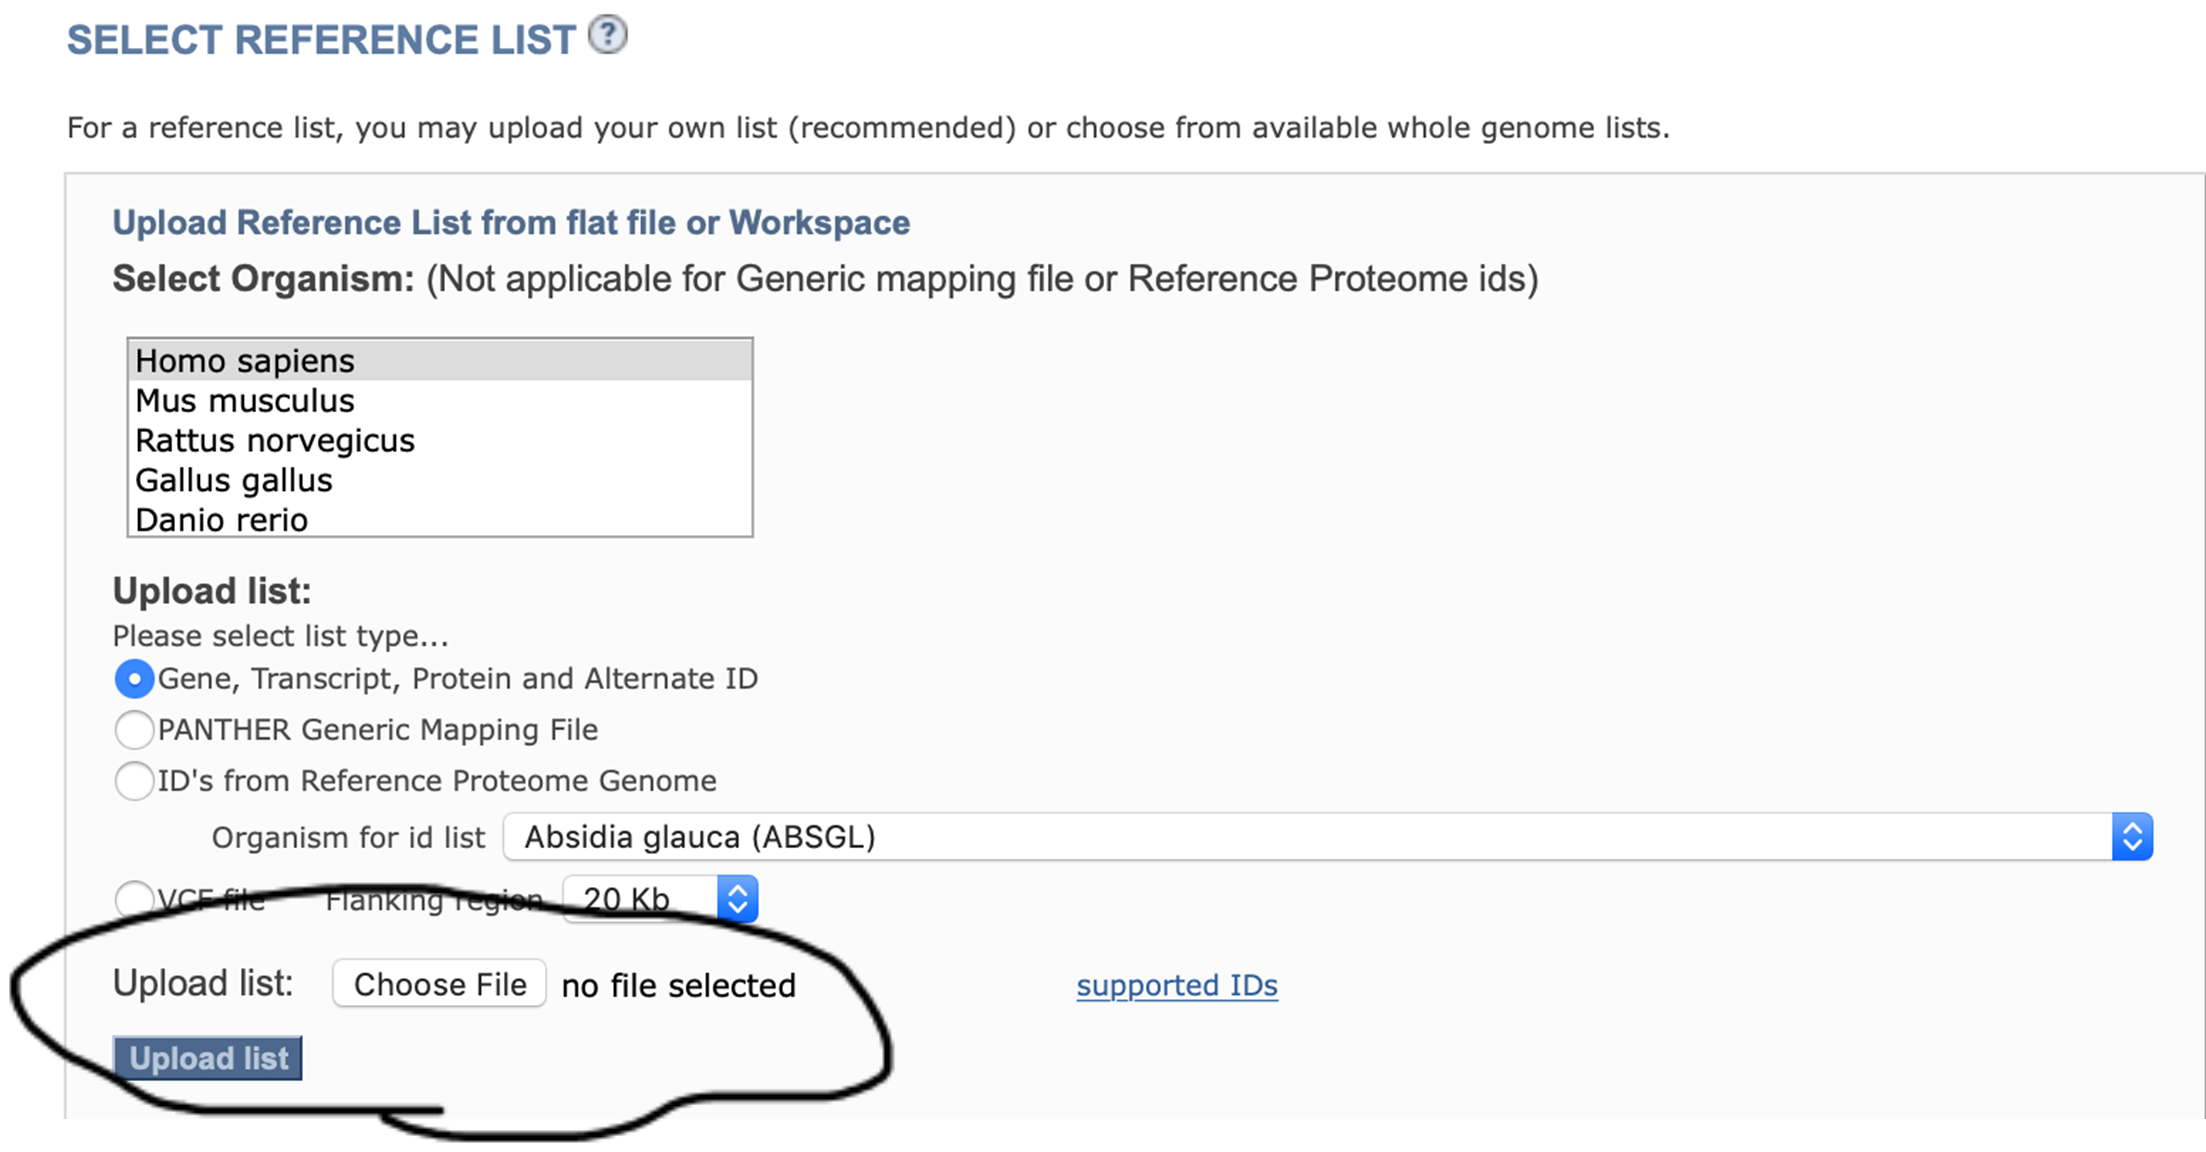 SELECT REFERENCE LIST ?
For a reference list, you may upload your own list (recommended) or choose from available whole genome lists.
Upload Reference List from flat file or Workspace
Select Organism: (Not applicable for Generic mapping file or Reference Proteome ids)
Homo sapiens
Mus musculus
Rattus norvegicus
Gallus gallus
Danio rerio
Upload list:
Please select list type...
Gene, Transcript, Protein and Alternate ID
PANTHER Generic Mapping File
ID's from Reference Proteome Genome
Organism for id list Absidia glauca (ABSGL)
VCF file Flanking region 20 Kb
Upload list: Choose File no file selected supported IDs
Upload list